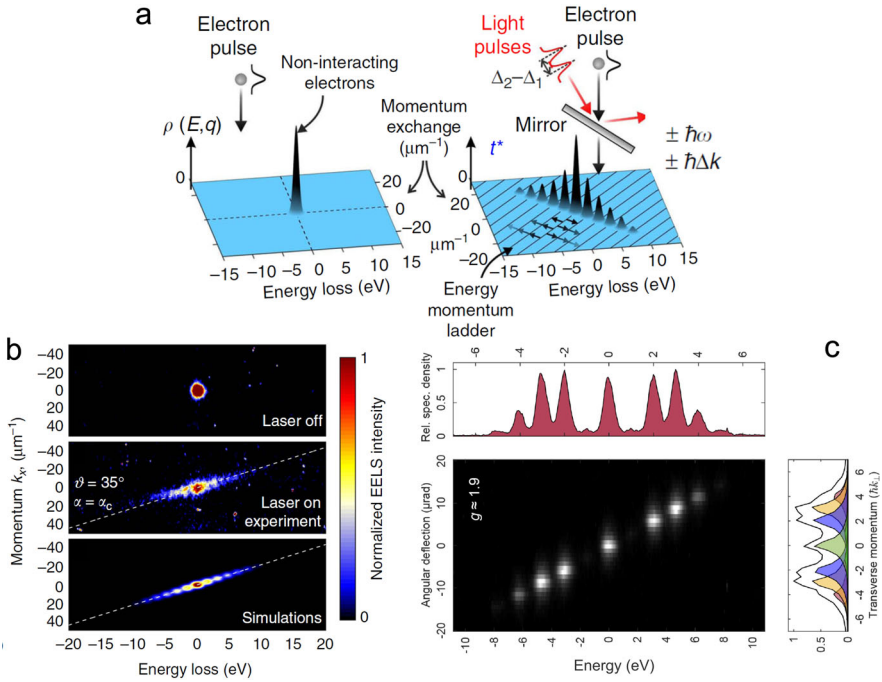 a
Electron
pulse
Non-interacting
electrons
ρ (E,q)
0
Momentum
exchange
(μm⁻¹)
20
0
−20
μm⁻¹
−15
−10
−5
0
5
10
15
Energy loss (eV)
Light
pulses
Δ₂−Δ₁
Electron
pulse
Mirror
± ħω
± ħΔk
t*
0
20
0
−20
−15
−10
−5
0
5
10
15
Energy loss (eV)
Energy
momentum
ladder
b
Momentum kₓ, (μm⁻¹)
−40
−20
0
20
40
Laser off
−40
−20
0
20
40
ϑ = 35°
α = α_c
Laser on
experiment
−40
−20
0
20
40
Simulations
−20
−15
−10
−5
0
5
10
15
20
Energy loss (eV)
1
0
Normalized EELS intensity
c
−6
−4
−2
0
2
4
6
Rel. spec. density
1
0.5
0
Angular deflection (μrad)
20
10
0
−10
−20
g ≈ 1.9
−10
−8
−6
−4
−2
0
2
4
6
8
10
Energy (eV)
6
4
2
0
−2
−4
−6
Transverse momentum (ħk⊥)
1
0.5
0